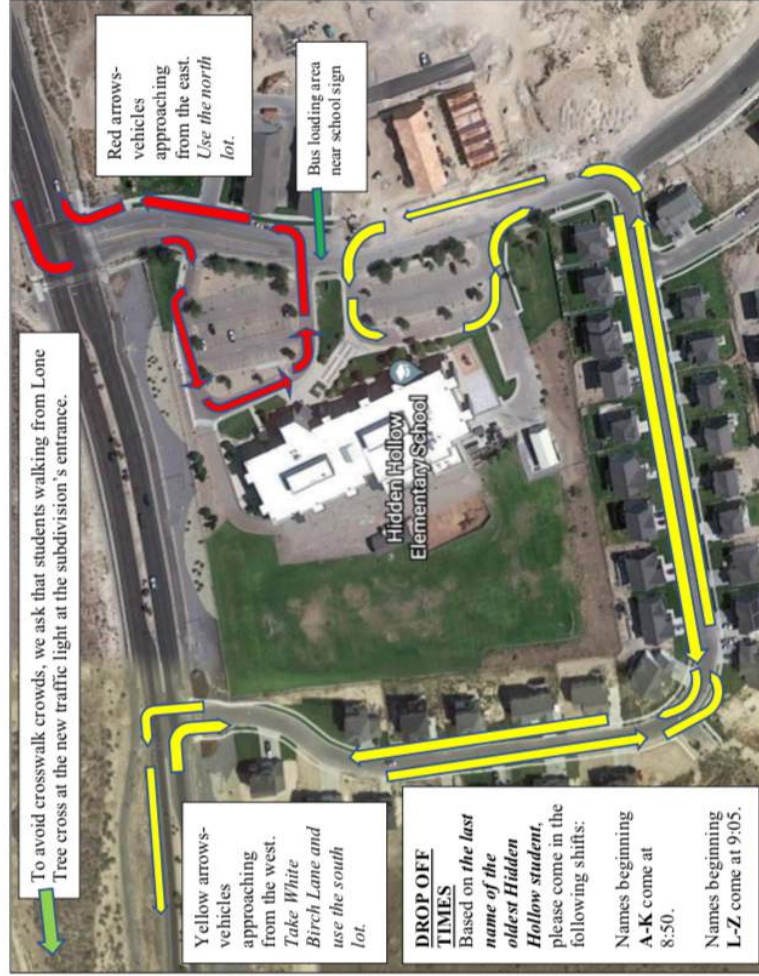 To avoid crosswalk crowds, we ask that students walking from Lone
Tree cross at the new traffic light at the subdivision's entrance.
Yellow arrows-
vehicles
approaching
from the west.
Take White
Birch Lane and
use the south
lot.
Red arrows-
vehicles
approaching
from the east.
Use the north
lot.
Bus loading area
near school sign
Hidden Hollow
Elementary School
DROP OFF
TIMES
Based on the last
name of the
oldest Hidden
Hollow student,
please come in the
following shifts:
Names beginning
A-K come at
8:50.
Names beginning
L-Z come at 9:05.